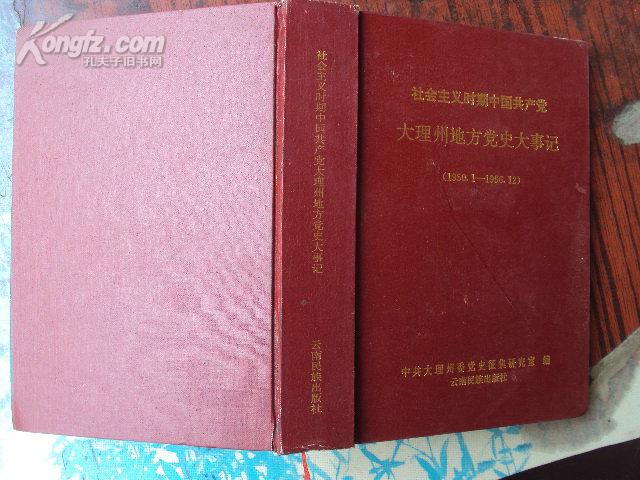 Kongfz.com
孔夫子旧书网
社会主义时期中国共产党大理州地方党史大事记
云南民族出版社
社会主义时期中国共产党
大理州地方党史大事记
(1950.1—1966.12)
中共大理州委党史征集研究室 编
云南民族出版社